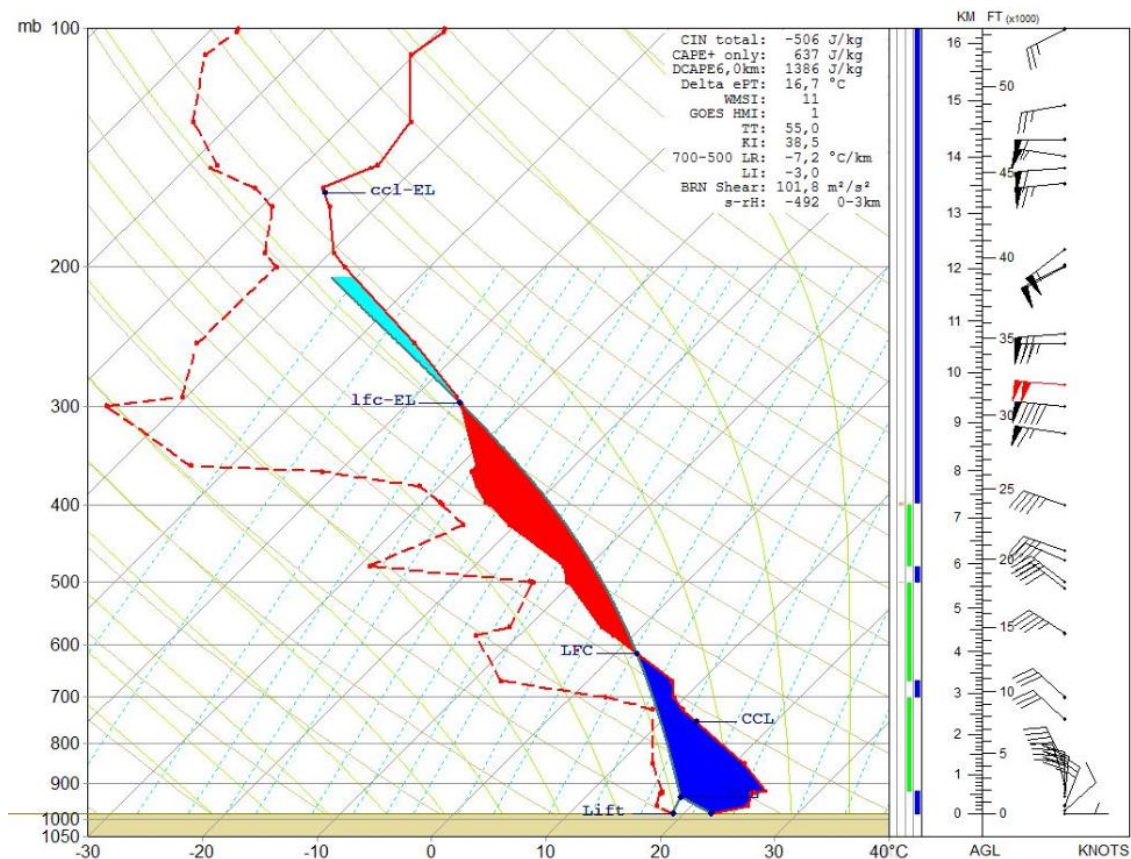 mb
100
200
300
400
500
600
700
800
900
1000
1050
-30
-20
-10
0
10
20
30
40°C
CIN total: -506 J/kg
CAPE+ only: 637 J/kg
DCAPE6,0km: 1386 J/kg
Delta ePT: 16,7 °C
WMSI: 11
GOES HMI: 1
TT: 55,0
KI: 38,5
700-500 LR: -7,2 °C/km
LI: -3,0
BRN Shear: 101,8 m²/s²
s-rH: -492 0-3km
ccl-EL
lfc-EL
LFC
CCL
Lift
KM FT (x1000)
16
15
14
13
12
11
10
9
8
7
6
5
4
3
2
1
0
50
45
40
35
30
25
20
15
10
5
0
AGL
KNOTS